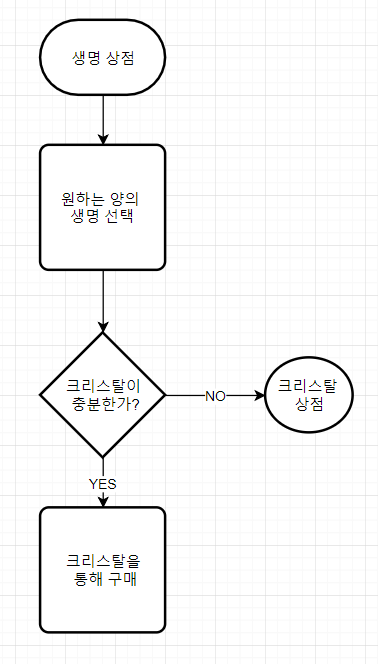 생명 상점
원하는 양의
생명 선택
크리스탈이
충분한가?
NO
크리스탈
상점
YES
크리스탈을
통해 구매